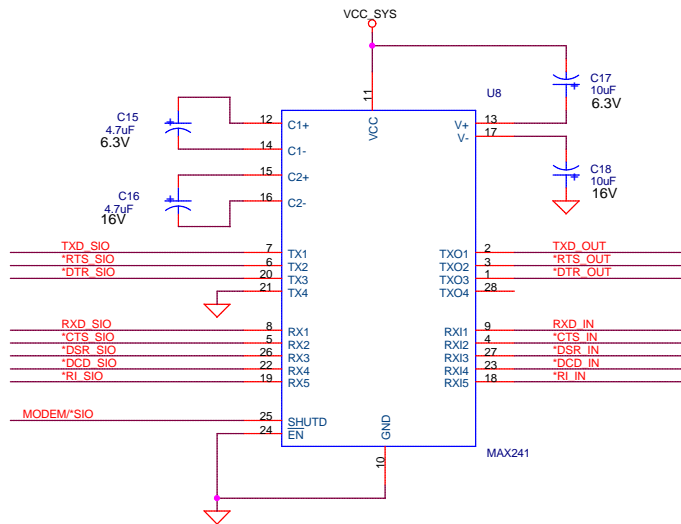 VCC_SYS
C17
10uF
6.3V
U8
11
VCC
C15
4.7uF
6.3V
12 C1+
14 C1-
V+ 13
V- 17
C16
4.7uF
16V
15 C2+
16 C2-
C18
10uF
16V
TXD_SIO 7 TX1 TXO1 2 TXD_OUT
*RTS_SIO 6 TX2 TXO2 3 *RTS_OUT
*DTR_SIO 20 TX3 TXO3 1 *DTR_OUT
21 TX4 TXO4 28
RXD_SIO 8 RX1 RXI1 9 RXD_IN
*CTS_SIO 5 RX2 RXI2 4 *CTS_IN
*DSR_SIO 26 RX3 RXI3 27 *DSR_IN
*DCD_SIO 22 RX4 RXI4 23 *DCD_IN
*RI_SIO 19 RX5 RXI5 18 *RI_IN
MODEM/*SIO 25 SHUTD
24 EN
GND
10
MAX241